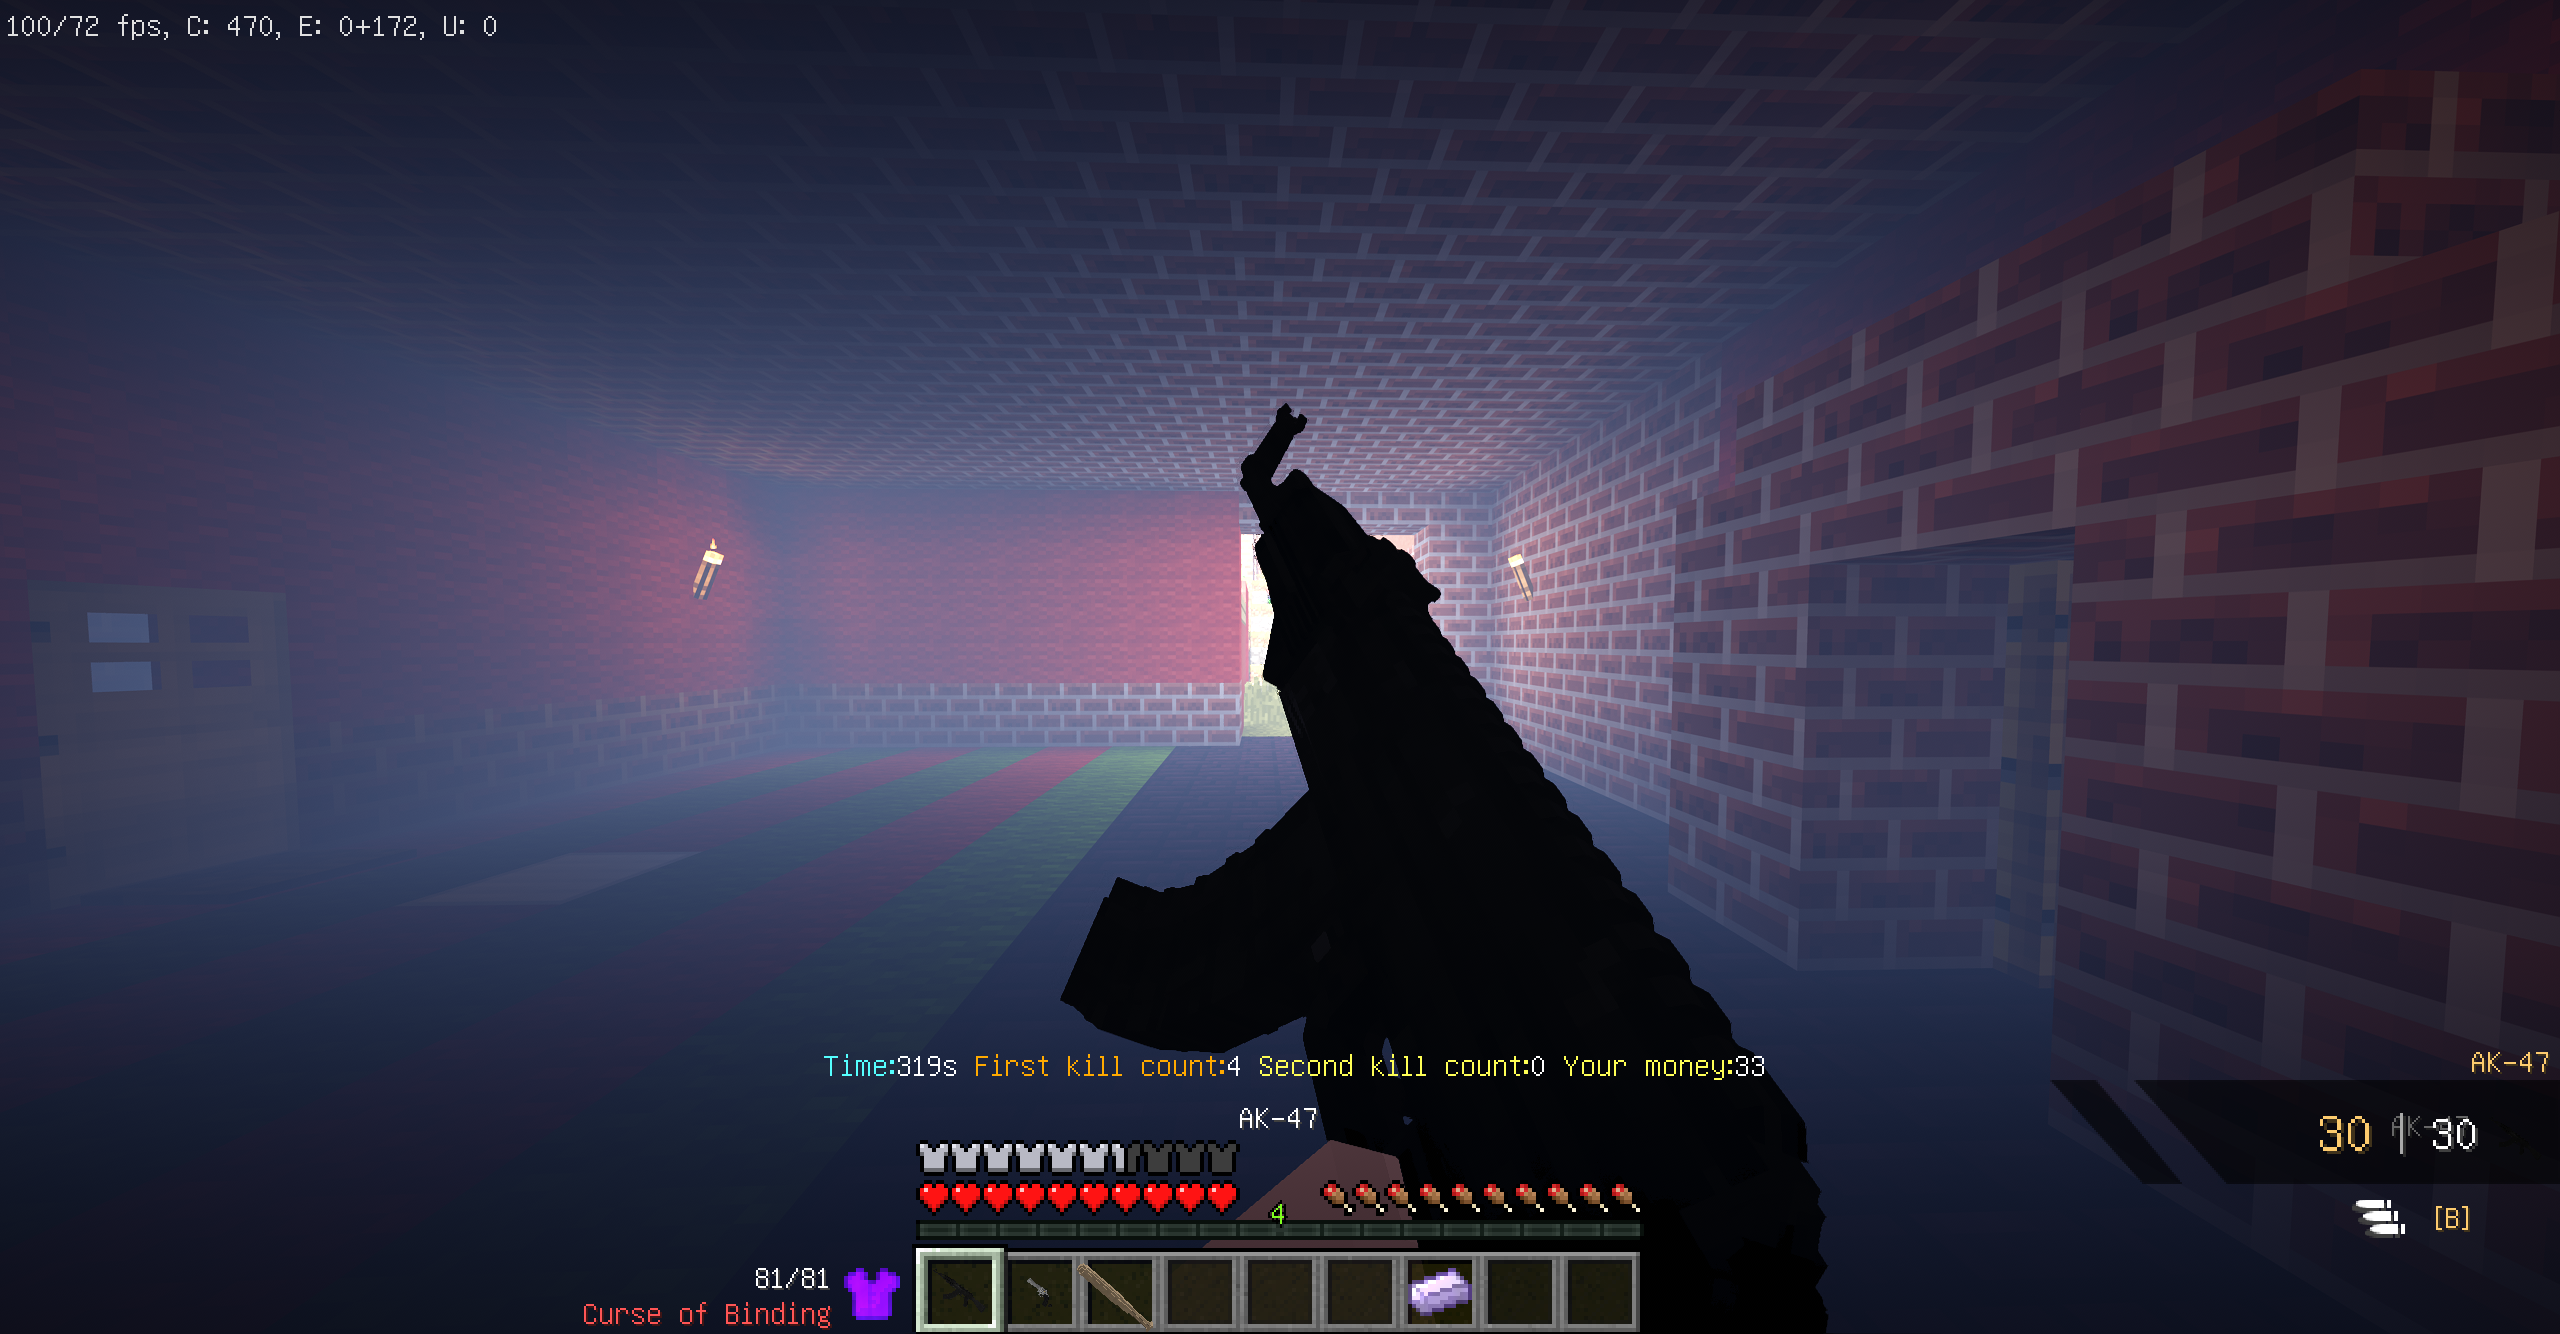 100/72 fps, C: 470, E: 0+172, U: 0
Time:319s First kill count:4 Second kill count:0 Your money:33
AK-47
AK-47
30 | 30
4
[B]
81/81
Curse of Binding